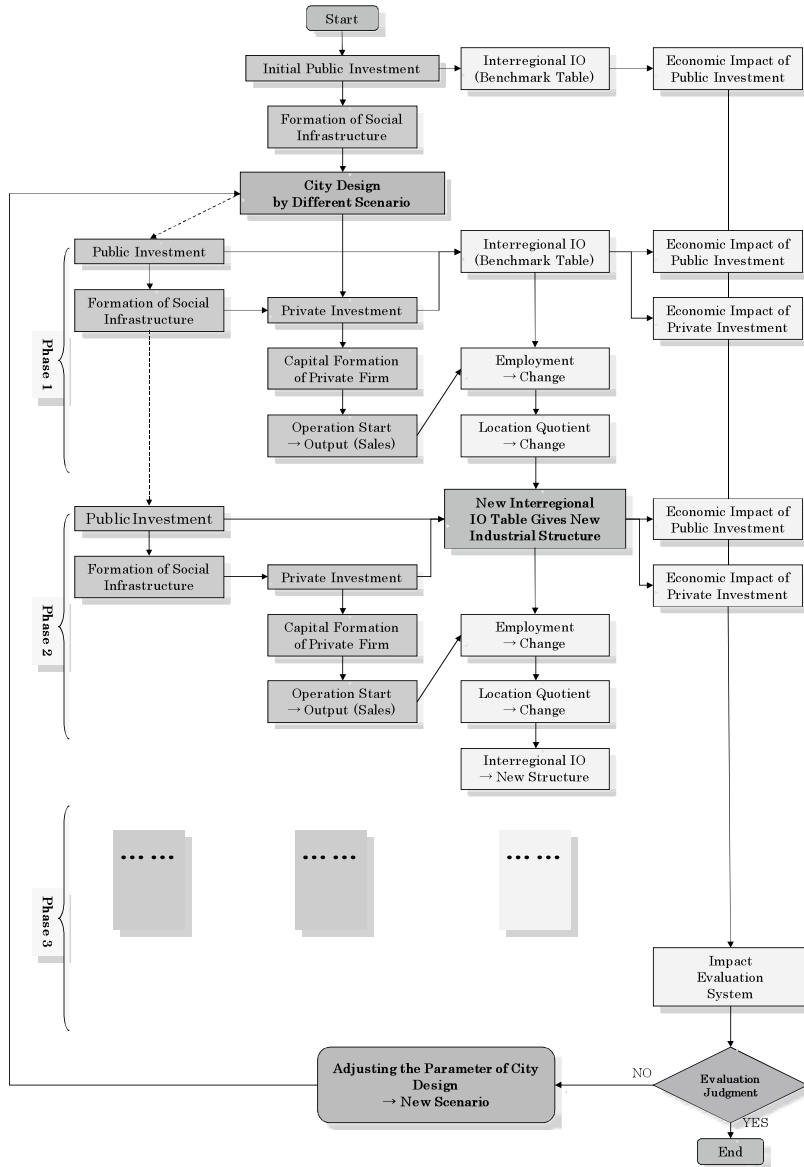 Start
Initial Public Investment
Interregional IO
(Benchmark Table)
Economic Impact of
Public Investment
Formation of Social
Infrastructure
City Design
by Different Scenario
Phase 1
Public Investment
Interregional IO
(Benchmark Table)
Economic Impact of
Public Investment
Formation of Social
Infrastructure
Private Investment
Economic Impact of
Private Investment
Capital Formation
of Private Firm
Employment
→ Change
Operation Start
→ Output (Sales)
Location Quotient
→ Change
Phase 2
Public Investment
New Interregional
IO Table Gives New
Industrial Structure
Economic Impact of
Public Investment
Formation of Social
Infrastructure
Private Investment
Economic Impact of
Private Investment
Capital Formation
of Private Firm
Employment
→ Change
Operation Start
→ Output (Sales)
Location Quotient
→ Change
Interregional IO
→ New Structure
Phase 3
…… 
……
……
Impact
Evaluation
System
Adjusting the Parameter of City
Design
→ New Scenario
NO
Evaluation
Judgment
YES
End